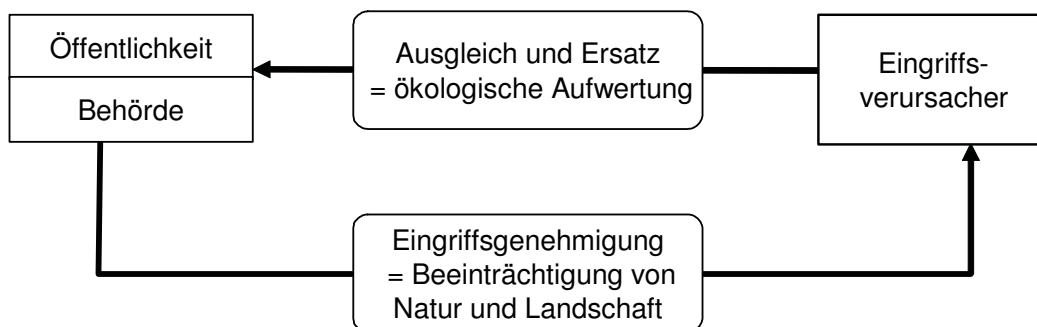 Öffentlichkeit
Behörde
Ausgleich und Ersatz
= ökologische Aufwertung
Eingriffs-
verursacher
Eingriffsgenehmigung
= Beeinträchtigung von
Natur und Landschaft